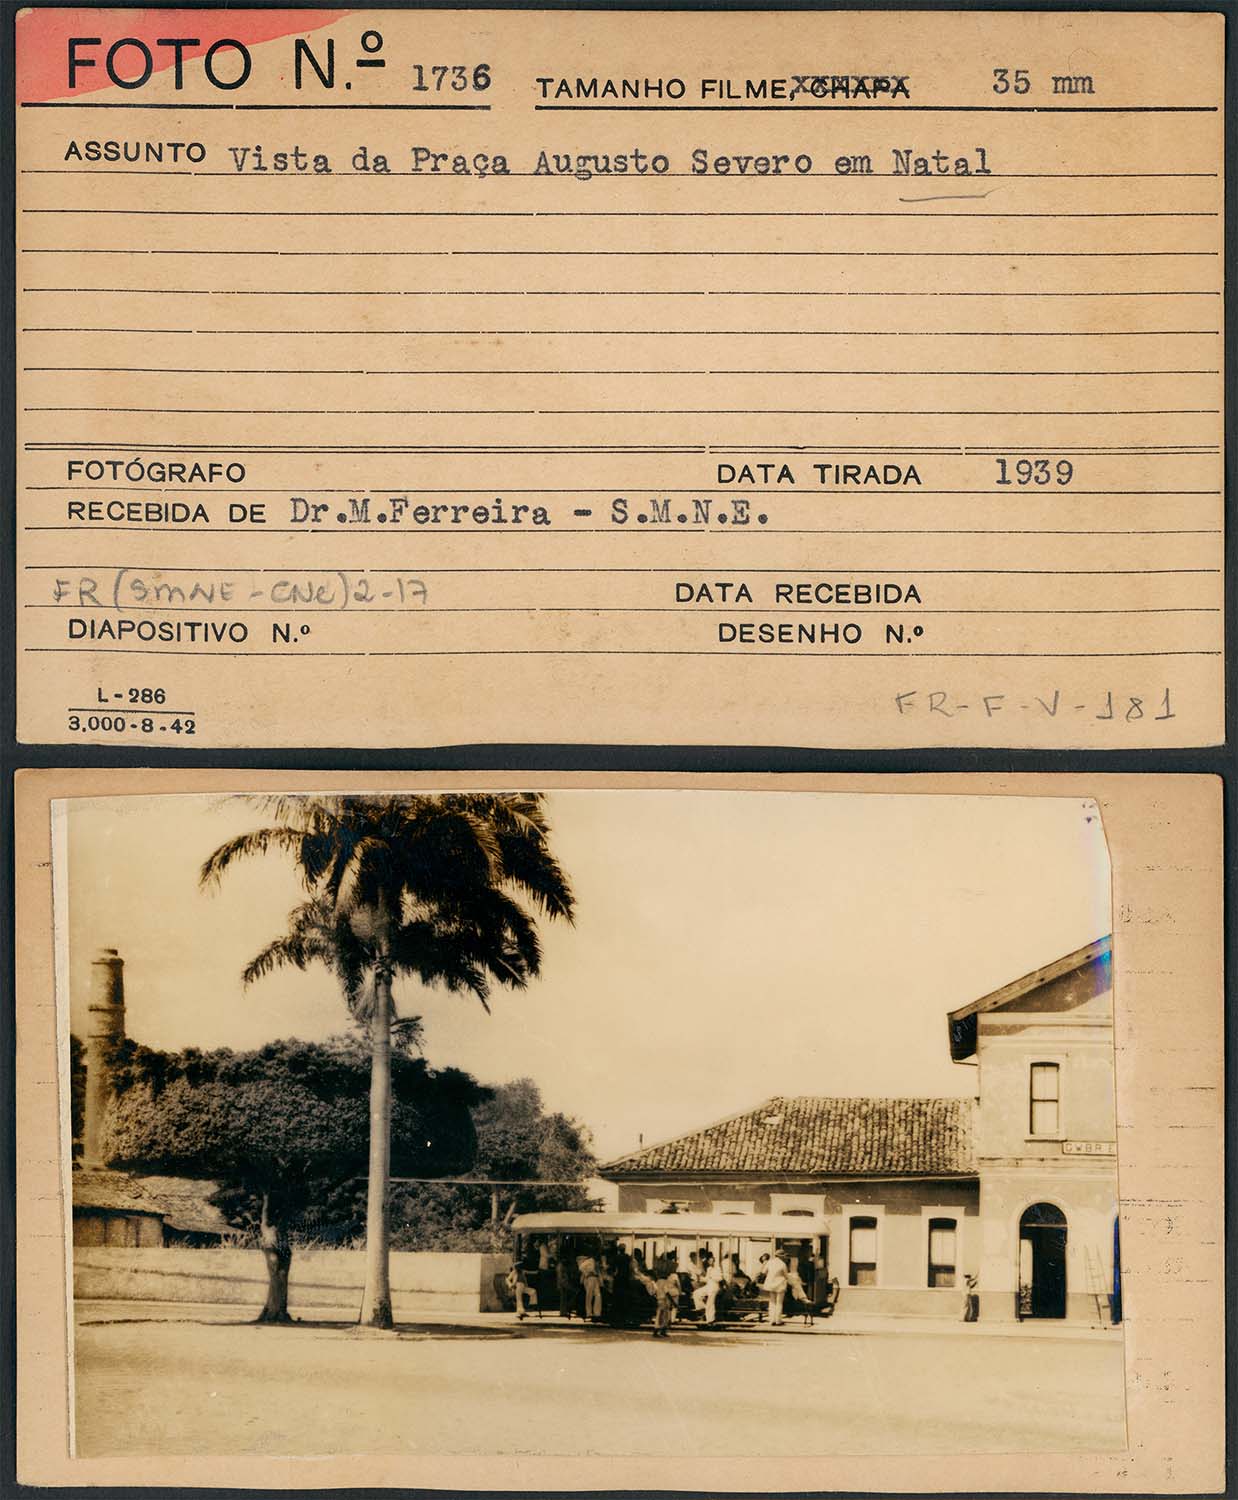 FOTO N.º 1736 TAMANHO FILME, CHAPA 35 mm
ASSUNTO Vista da Praça Augusto Severo em Natal
FOTÓGRAFO DATA TIRADA 1939
RECEBIDA DE Dr.M.Ferreira - S.M.N.E.
FR (SMNE-CNC) 2-17 DATA RECEBIDA
DIAPOSITIVO N.º DESENHO N.º
L-286
3,000-8-42
FR-F-V-181
GWBR